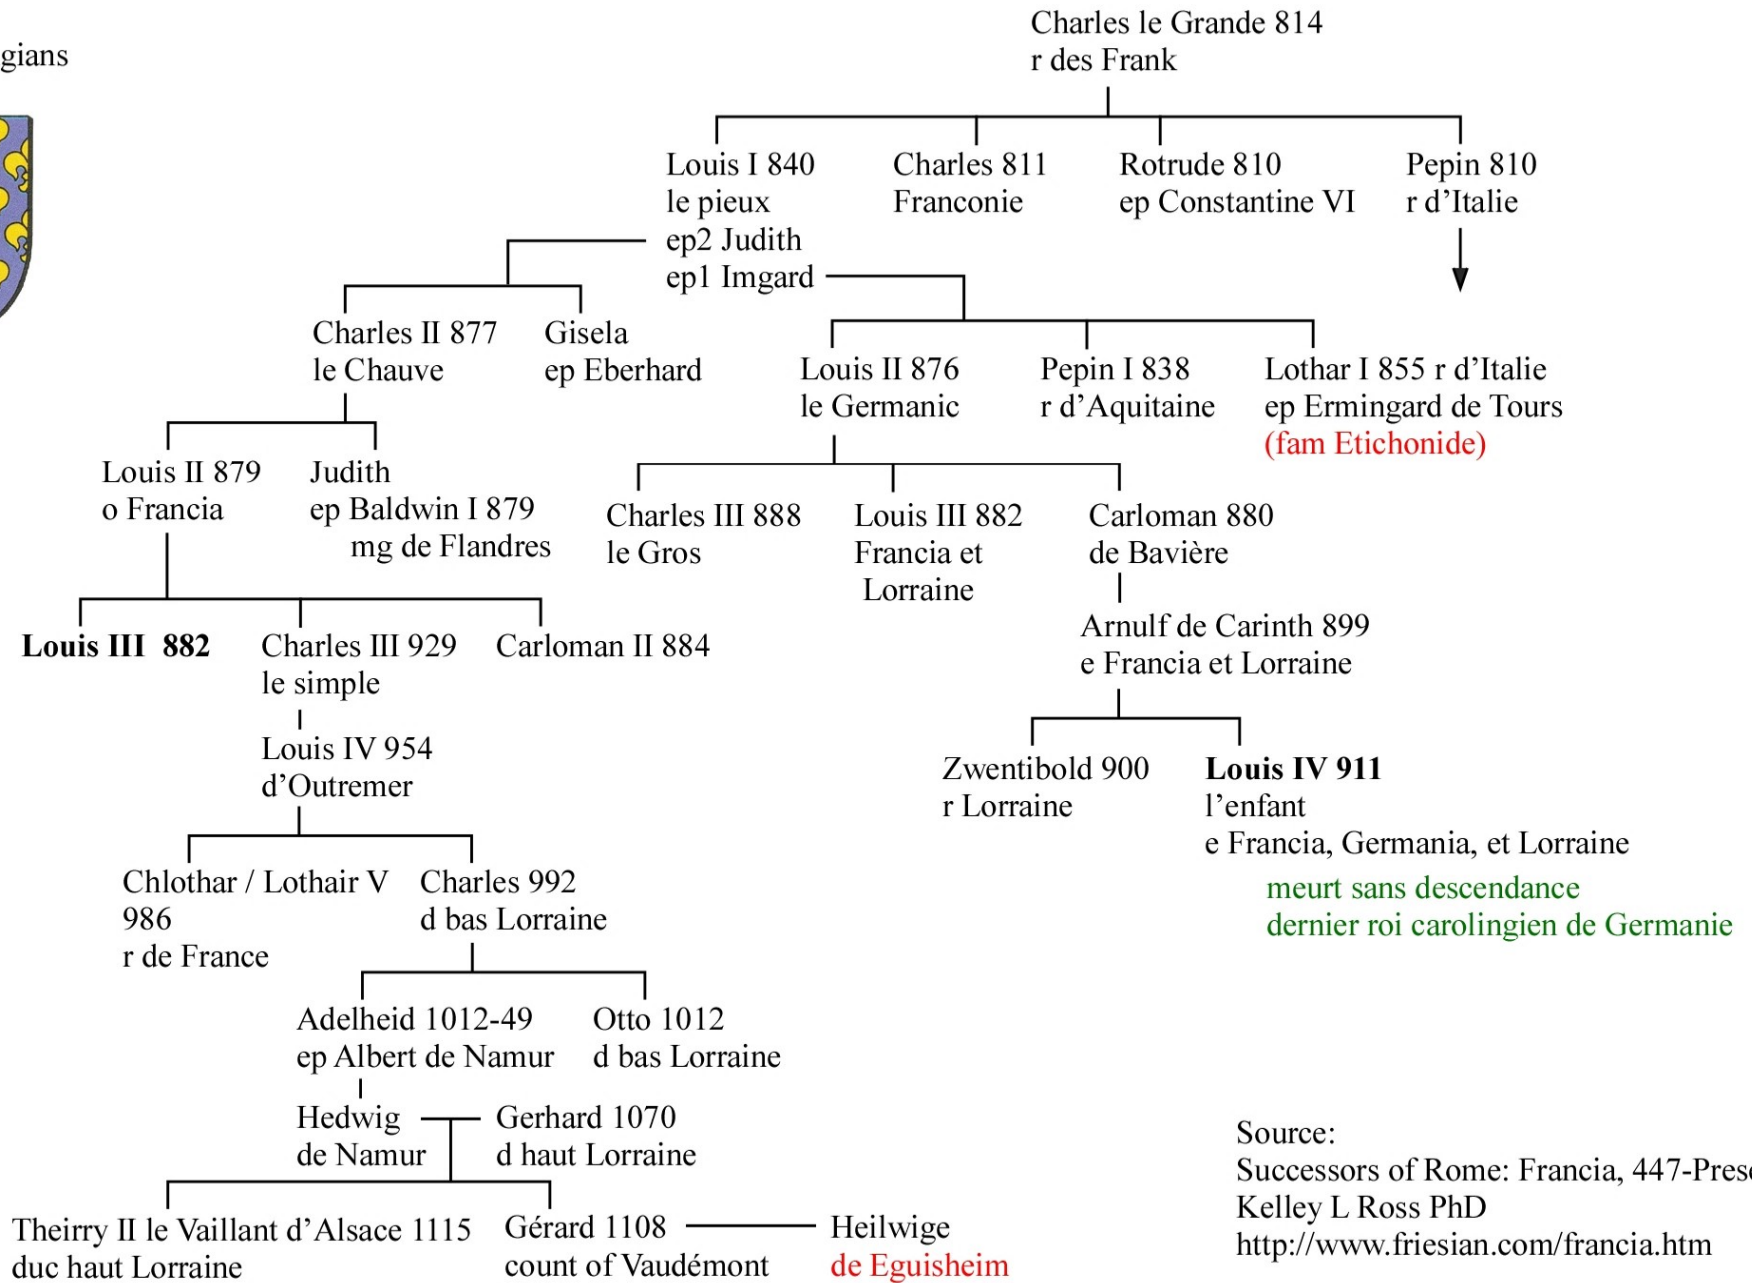 Charles le Grande 814
r des Frank
gians
Louis I 840
le pieux
ep2 Judith
ep1 Imgard
Charles 811
Franconie
Rotrude 810
ep Constantine VI
Pepin 810
r d’Italie
Charles II 877
le Chauve
Gisela
ep Eberhard
Louis II 876
le Germanic
Pepin I 838
r d’Aquitaine
Lothar I 855 r d’Italie
ep Ermingard de Tours
(fam Etichonide)
Louis II 879
o Francia
Judith
ep Baldwin I 879
mg de Flandres
Charles III 888
le Gros
Louis III 882
Francia et
Lorraine
Carloman 880
de Bavière
Louis III 882
Charles III 929
le simple
Carloman II 884
Arnulf de Carinth 899
e Francia et Lorraine
Louis IV 954
d’Outremer
Zwentibold 900
r Lorraine
Louis IV 911
l’enfant
e Francia, Germania, et Lorraine
meurt sans descendance
dernier roi carolingien de Germanie
Chlothar / Lothair V
986
r de France
Charles 992
d bas Lorraine
Adelheid 1012-49
ep Albert de Namur
Otto 1012
d bas Lorraine
Hedwig
de Namur
Gerhard 1070
d haut Lorraine
Theirry II le Vaillant d’Alsace 1115
duc haut Lorraine
Gérard 1108
count of Vaudémont
Heilwige
de Eguisheim
Source:
Successors of Rome: Francia, 447-Prese
Kelley L Ross PhD
http://www.friesian.com/francia.htm